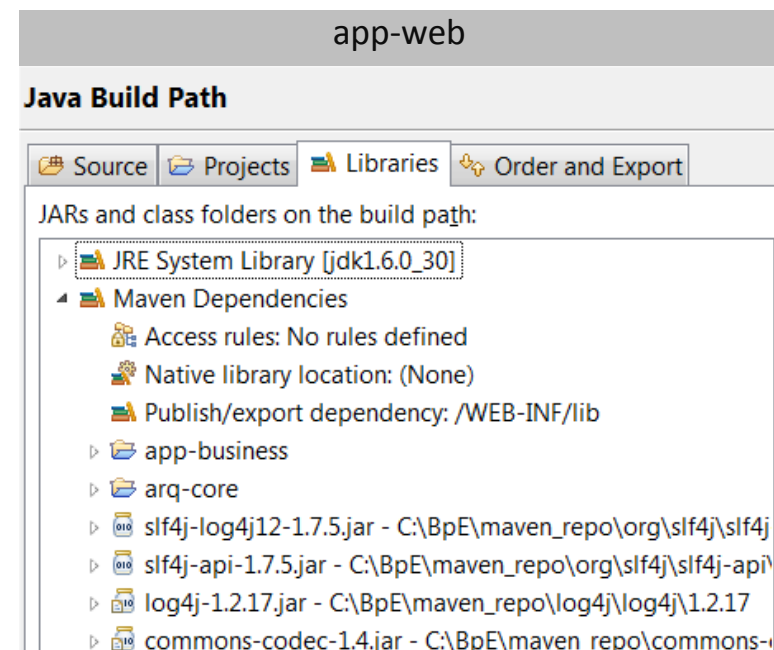 app-web
Java Build Path
Source Projects Libraries Order and Export
JARs and class folders on the build path:
JRE System Library [jdk1.6.0_30]
Maven Dependencies
Access rules: No rules defined
Native library location: (None)
Publish/export dependency: /WEB-INF/lib
app-business
arq-core
slf4j-log4j12-1.7.5.jar - C:\BpE\maven_repo\org\slf4j\slf4j
slf4j-api-1.7.5.jar - C:\BpE\maven_repo\org\slf4j\slf4j-api\
log4j-1.2.17.jar - C:\BpE\maven_repo\log4j\log4j\1.2.17
commons-codec-1.4.jar - C:\BpE\maven_repo\commons-